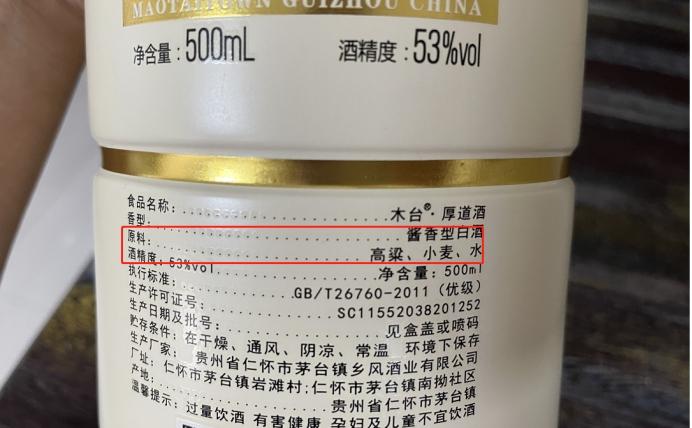 MAOTAI TOWN GUIZHOU CHINA
净含量：500mL 酒精度：53%vol
食品名称：木台®·厚道酒
香型：酱香型白酒
原料：高粱、小麦、水
酒精度：53%vol 净含量：500ml
执行标准：GB/T26760-2011（优级）
生产许可证号：SC11552038201252
生产日期及批号：见盒盖或喷码
贮存条件：在干燥、通风、阴凉、常温 环境下保存
生产厂家：贵州省仁怀市茅台镇乡风酒业有限公司
厂址：仁怀市茅台镇岩滩村;仁怀市茅台镇南坳社区
产地：贵州省仁怀市茅台镇
温馨提示：过量饮酒 有害健康 孕妇及儿童不宜饮酒